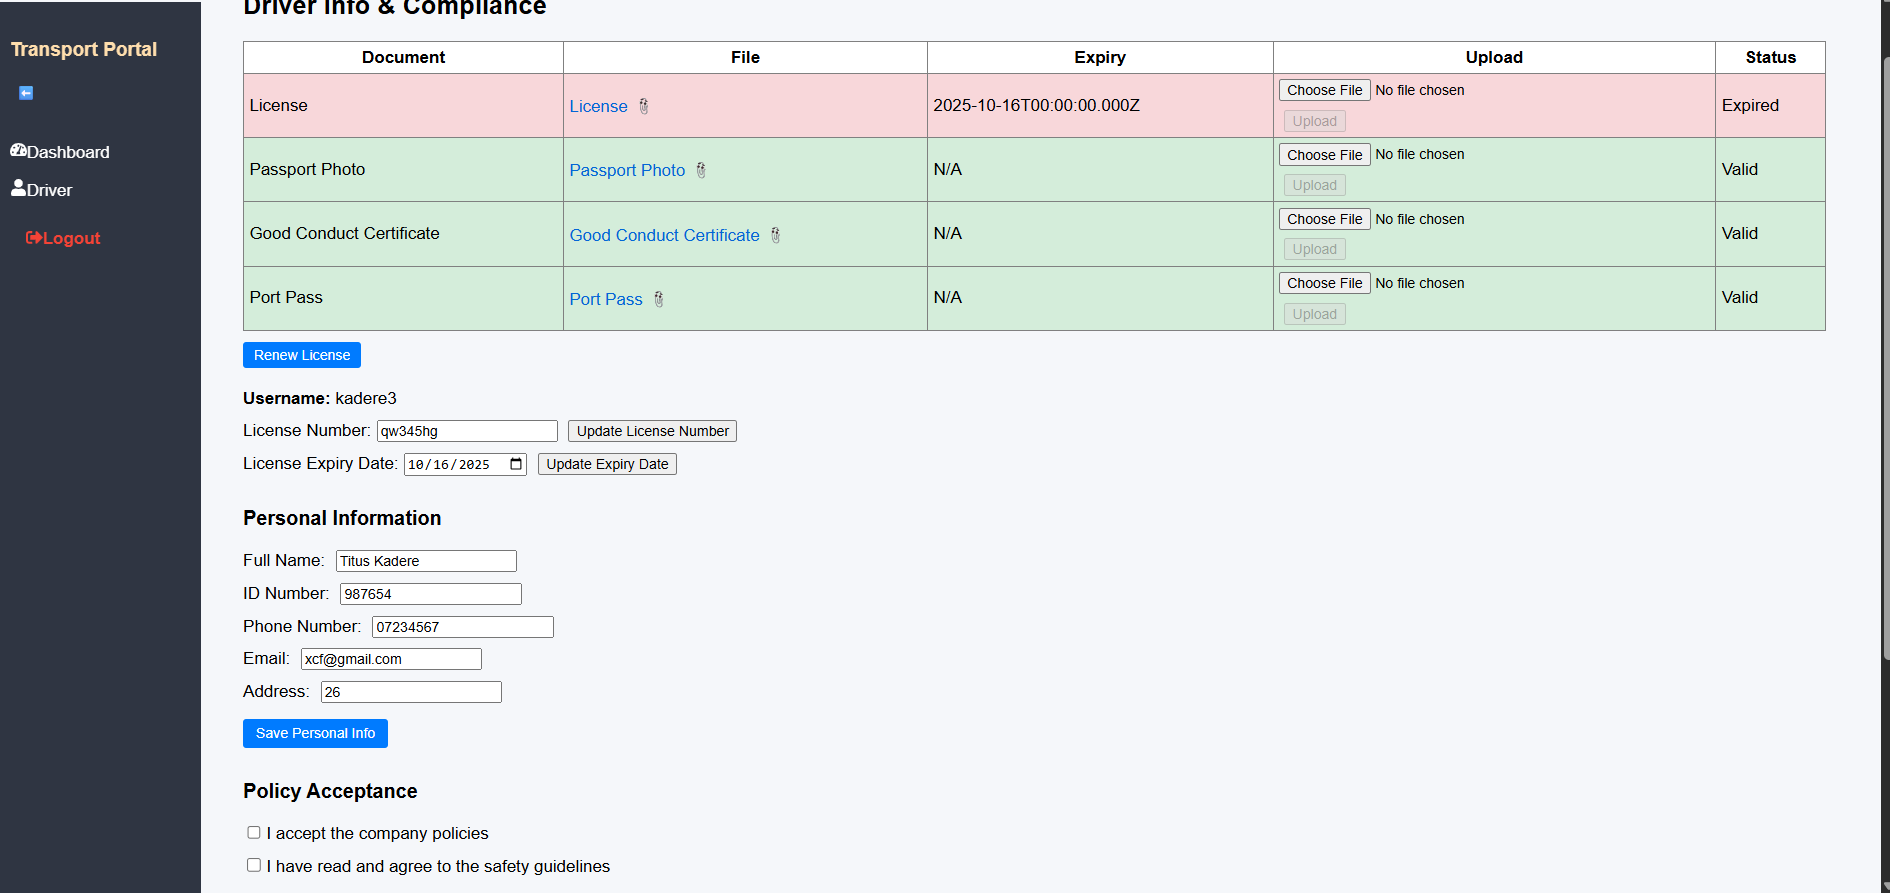 Driver Info & Compliance
Transport Portal
Dashboard
Driver
Logout
Document File Expiry Upload Status
License License 2025-10-16T00:00:00.000Z Choose File No file chosen Upload Expired
Passport Photo Passport Photo N/A Choose File No file chosen Upload Valid
Good Conduct Certificate Good Conduct Certificate N/A Choose File No file chosen Upload Valid
Port Pass Port Pass N/A Choose File No file chosen Upload Valid
Renew License
Username: kadere3
License Number: qw345hg Update License Number
License Expiry Date: 10/16/2025 Update Expiry Date
Personal Information
Full Name: Titus Kadere
ID Number: 987654
Phone Number: 07234567
Email: xcf@gmail.com
Address: 26
Save Personal Info
Policy Acceptance
I accept the company policies
I have read and agree to the safety guidelines